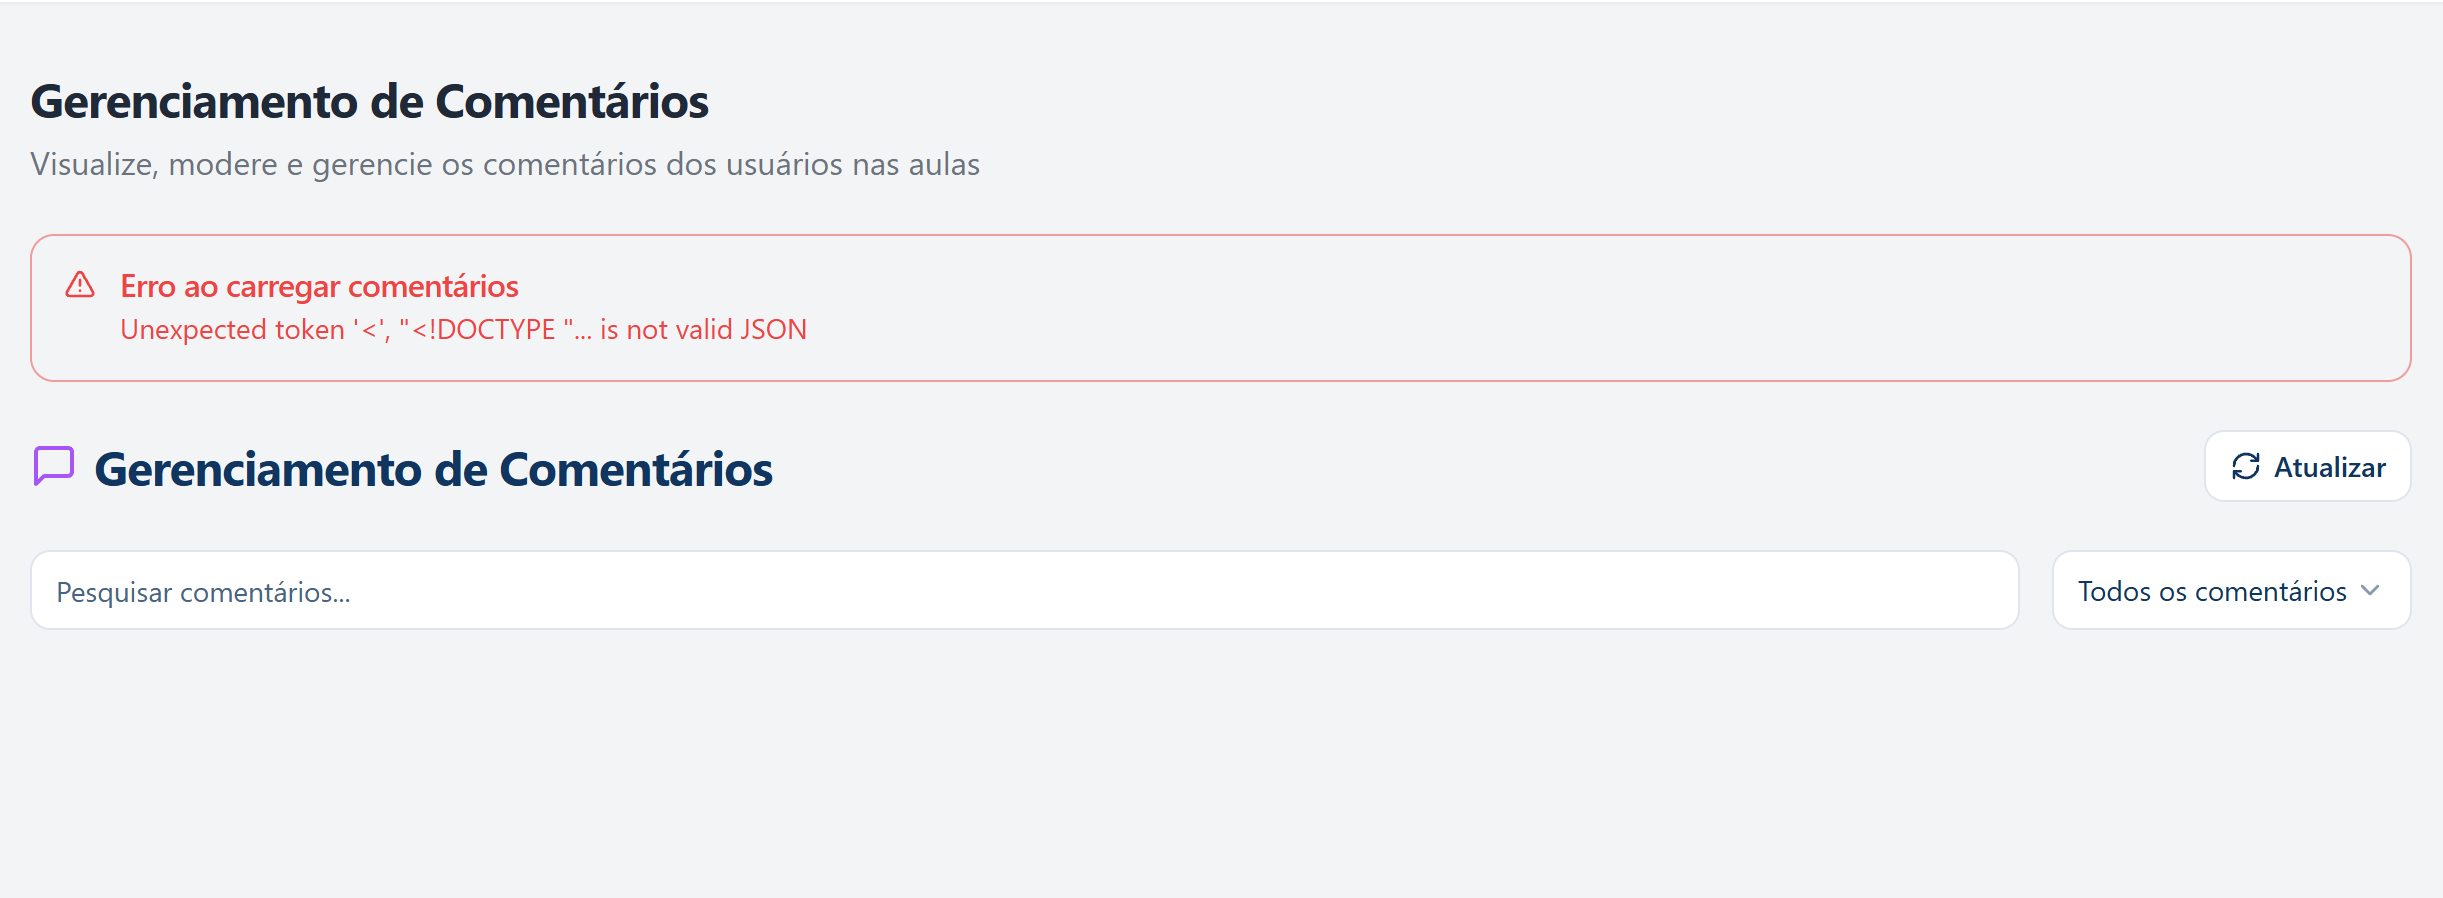 Gerenciamento de Comentários
Visualize, modere e gerencie os comentários dos usuários nas aulas
Erro ao carregar comentários
Unexpected token '<', "<!DOCTYPE "... is not valid JSON
Gerenciamento de Comentários
Atualizar
Pesquisar comentários...
Todos os comentários